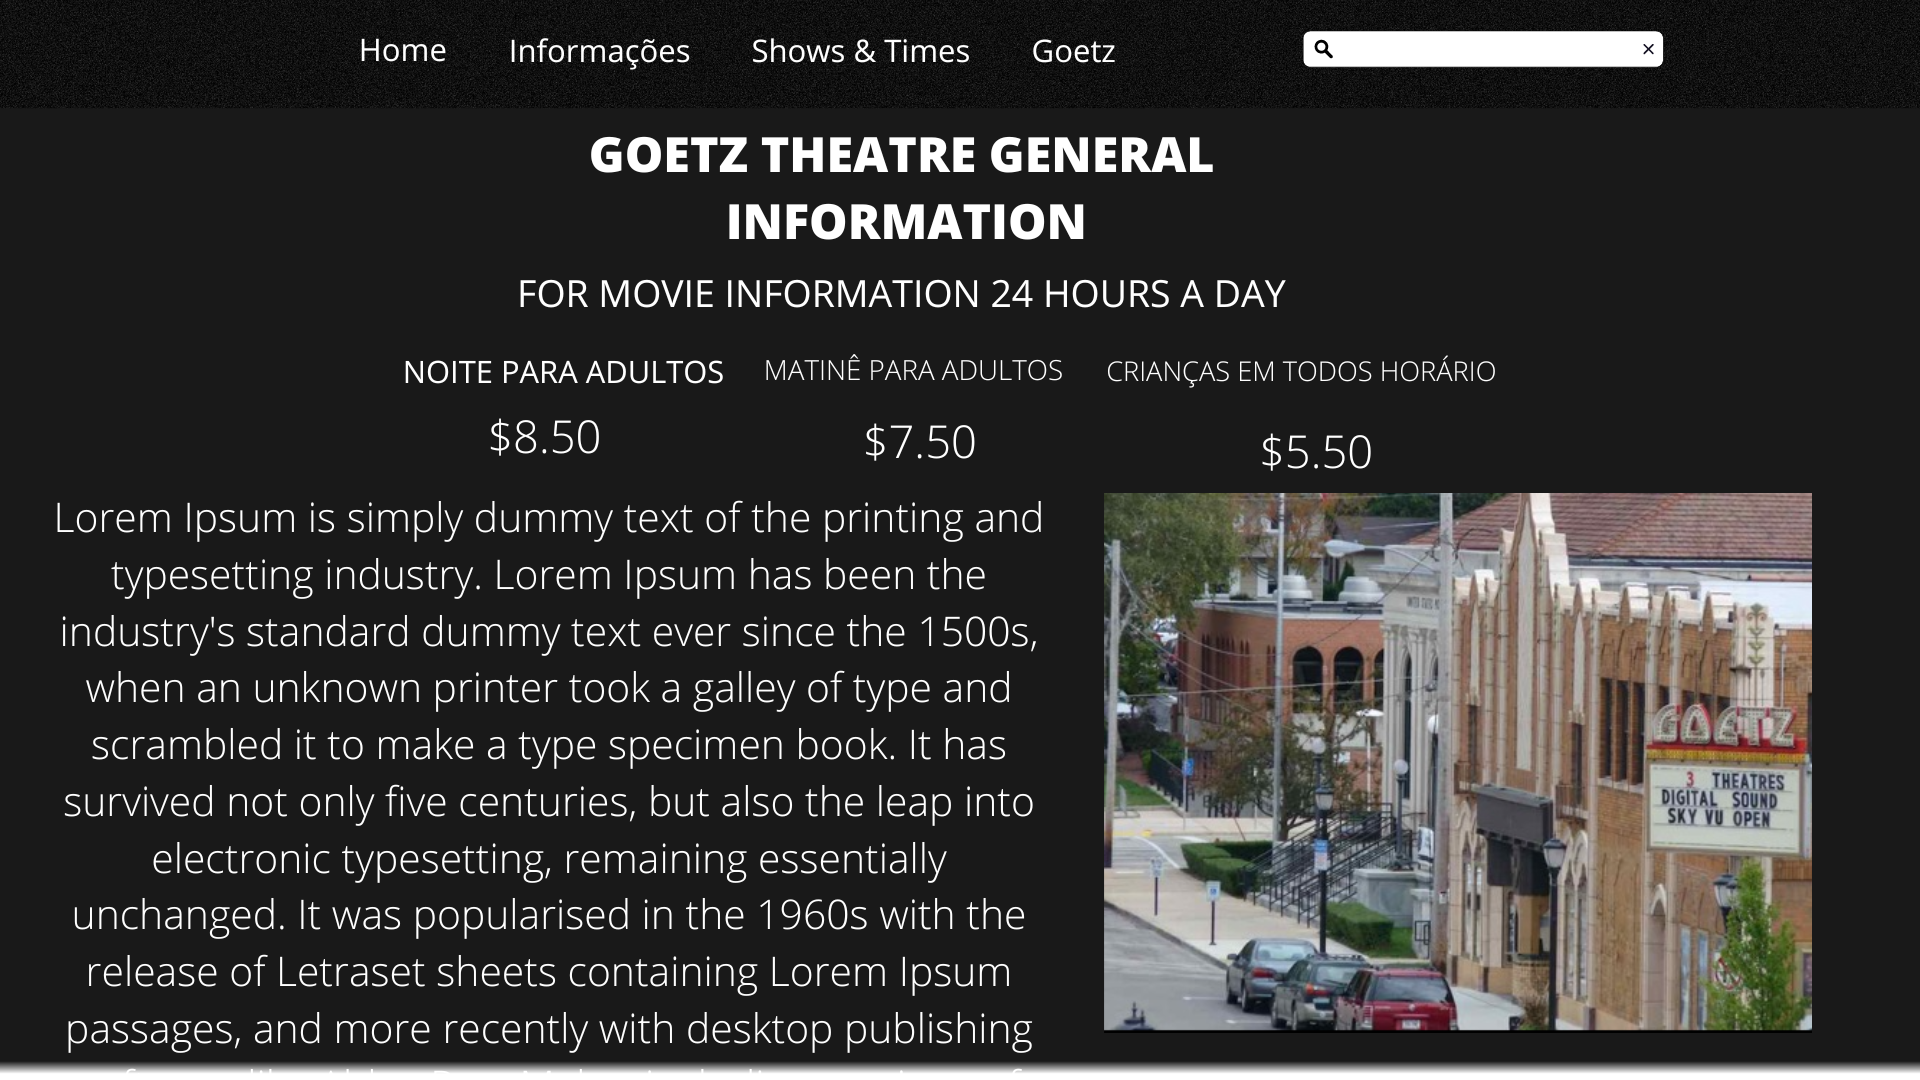 Home Informações Shows & Times Goetz
GOETZ THEATRE GENERAL
INFORMATION
FOR MOVIE INFORMATION 24 HOURS A DAY
NOITE PARA ADULTOS MATINÊ PARA ADULTOS CRIANÇAS EM TODOS HORÁRIO
$8.50 $7.50 $5.50
Lorem Ipsum is simply dummy text of the printing and
typesetting industry. Lorem Ipsum has been the
industry's standard dummy text ever since the 1500s,
when an unknown printer took a galley of type and
scrambled it to make a type specimen book. It has
survived not only five centuries, but also the leap into
electronic typesetting, remaining essentially
unchanged. It was popularised in the 1960s with the
release of Letraset sheets containing Lorem Ipsum
passages, and more recently with desktop publishing
GOETZ
3 THEATRES
DIGITAL SOUND
SKY VU OPEN